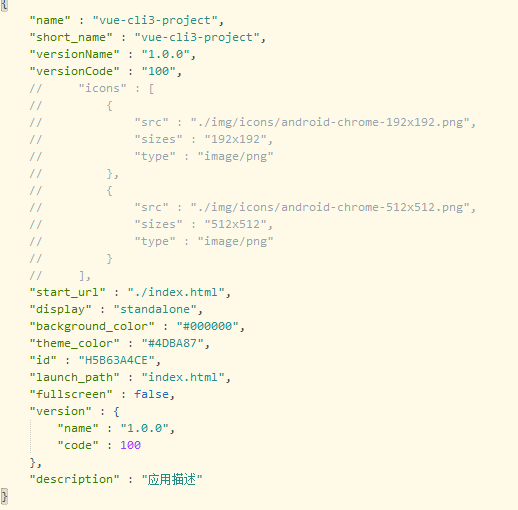 {
    "name" : "vue-cli3-project",
    "short_name" : "vue-cli3-project",
    "versionName" : "1.0.0",
    "versionCode" : "100",
//     "icons" : [
//         {
//             "src" : "./img/icons/android-chrome-192x192.png",
//             "sizes" : "192x192",
//             "type" : "image/png"
//         },
//         {
//             "src" : "./img/icons/android-chrome-512x512.png",
//             "sizes" : "512x512",
//             "type" : "image/png"
//         }
//     ],
    "start_url" : "./index.html",
    "display" : "standalone",
    "background_color" : "#000000",
    "theme_color" : "#4DBA87",
    "id" : "H5B63A4CE",
    "launch_path" : "index.html",
    "fullscreen" : false,
    "version" : {
        "name" : "1.0.0",
        "code" : 100
    },
    "description" : "应用描述"
}